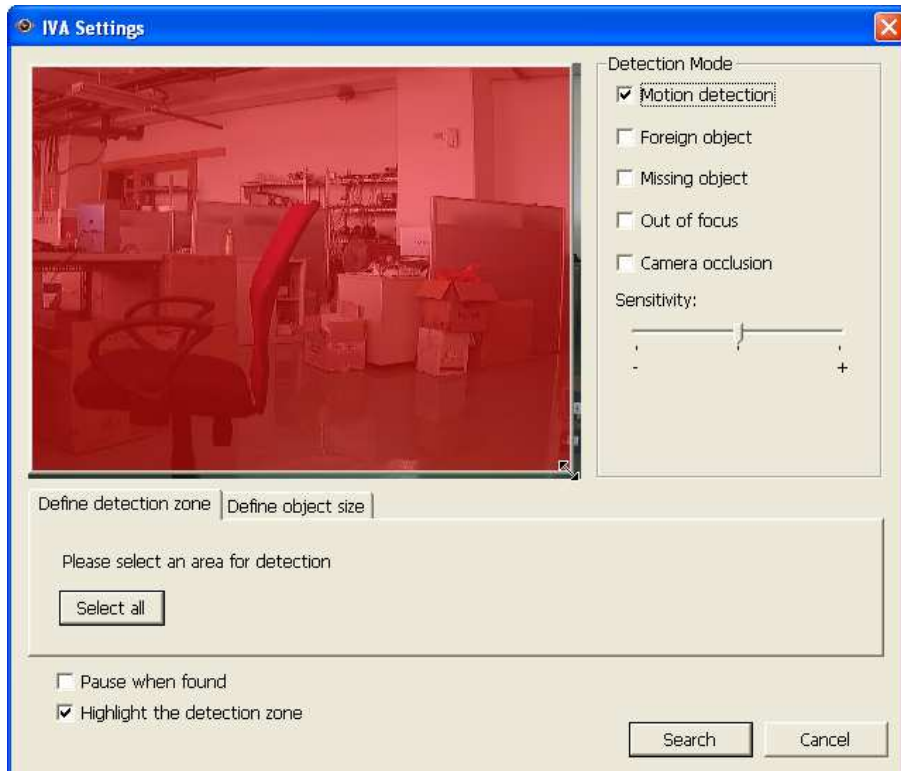 IVA Settings
Detection Mode
Motion detection
Foreign object
Missing object
Out of focus
Camera occlusion
Sensitivity:
- +
Define detection zone Define object size
Please select an area for detection
Select all
Pause when found
Highlight the detection zone
Search Cancel